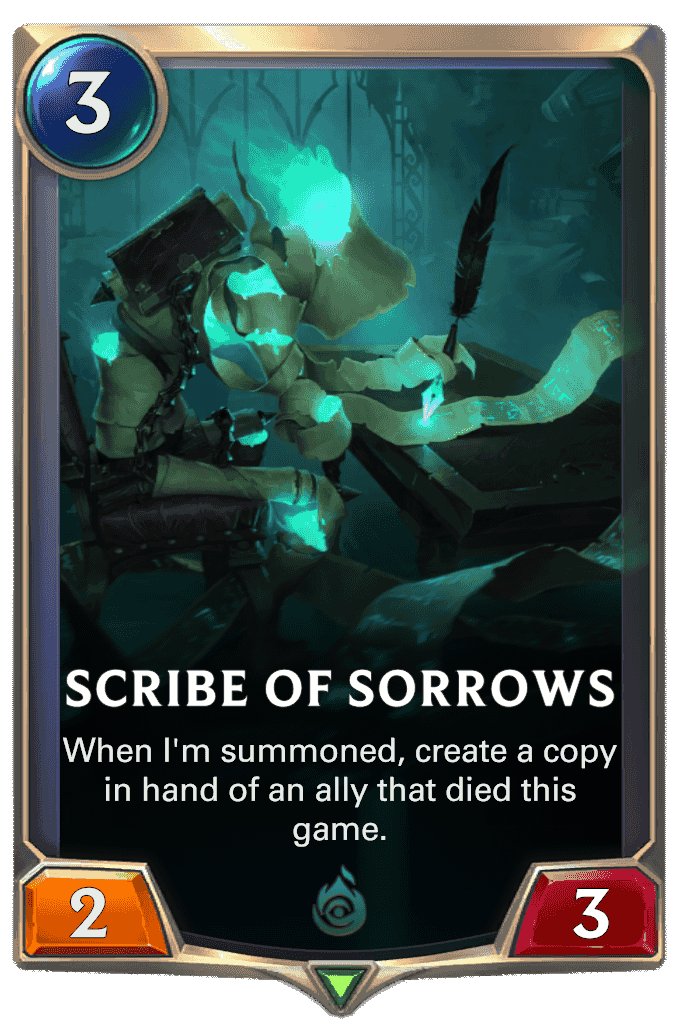 3
SCRIBE OF SORROWS
When I'm summoned, create a copy
in hand of an ally that died this
game.
2
3